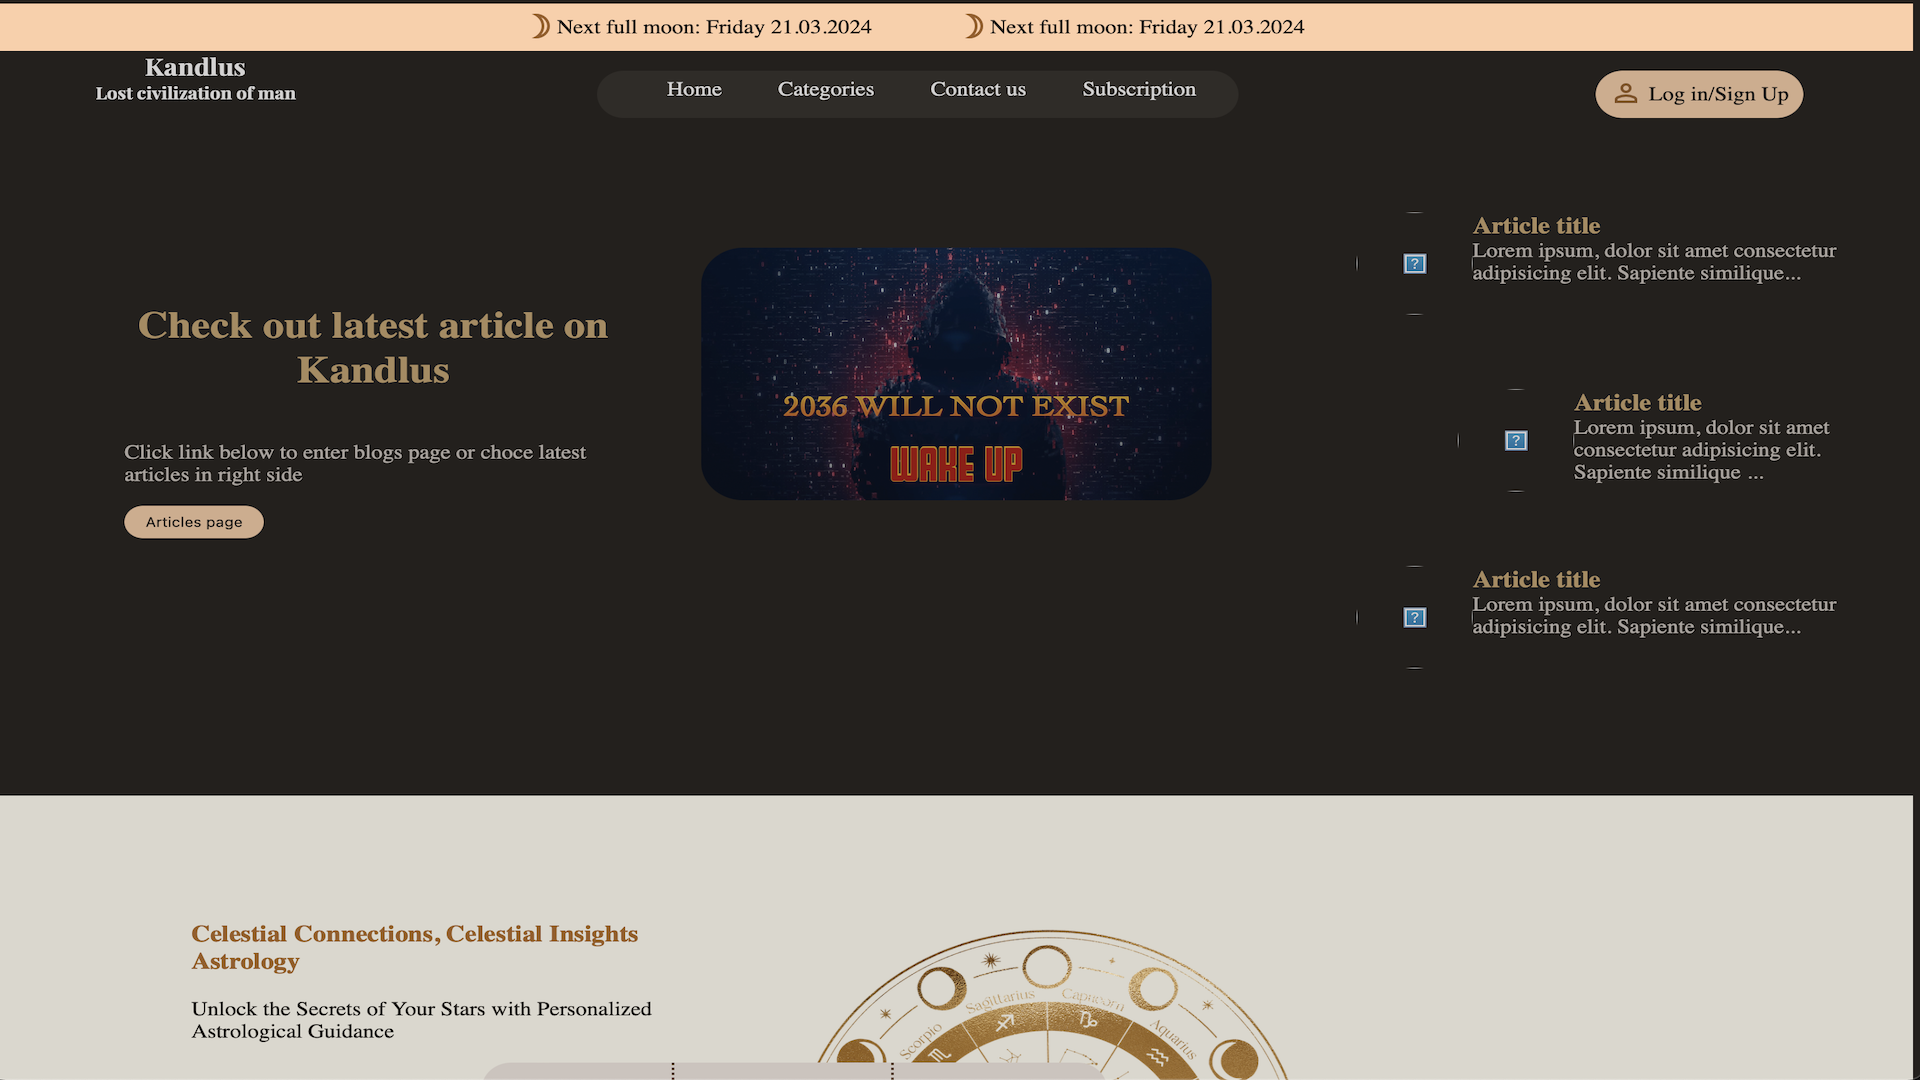 Next full moon: Friday 21.03.2024
Next full moon: Friday 21.03.2024
Kandlus
Lost civilization of man
Home
Categories
Contact us
Subscription
Log in/Sign Up
Check out latest article on
Kandlus
Click link below to enter blogs page or choce latest
articles in right side
Articles page
2036 WILL NOT EXIST
WAKE UP
Article title
Lorem ipsum, dolor sit amet consectetur
adipisicing elit. Sapiente similique...
Article title
Lorem ipsum, dolor sit amet
consectetur adipisicing elit.
Sapiente similique ...
Article title
Lorem ipsum, dolor sit amet consectetur
adipisicing elit. Sapiente similique...
Celestial Connections, Celestial Insights
Astrology
Unlock the Secrets of Your Stars with Personalized
Astrological Guidance
Scorpio
Sagittarius
Capricorn
Aquarius